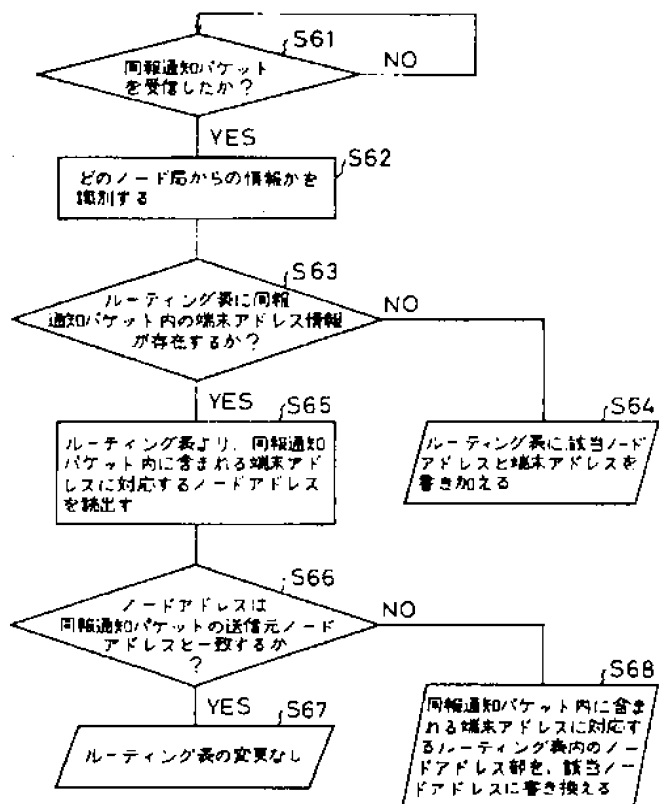 S61
同報通知パケット
を受信したか?
NO
YES
S62
どのノード局からの情報かを
識別する
S63
ルーティング表に同報
通知パケット内の端末アドレス情報
が存在するか?
NO
YES
S65
ルーティング表より、同報通知
パケット内に含まれる端末アド
レスに対応するノードアドレス
を読出す
S64
ルーティング表に該当ノード
アドレスと端末アドレスを
書き加える
S66
ノードアドレスは
同報通知パケットの送信元ノード
アドレスと一致するか
?
NO
YES
S67
ルーティング表の変更なし
S68
同報通知パケット内に含ま
れる端末アドレスに対応す
るルーティング表内のノー
ドアドレス部を、該当ノード
アドレスに書き換える